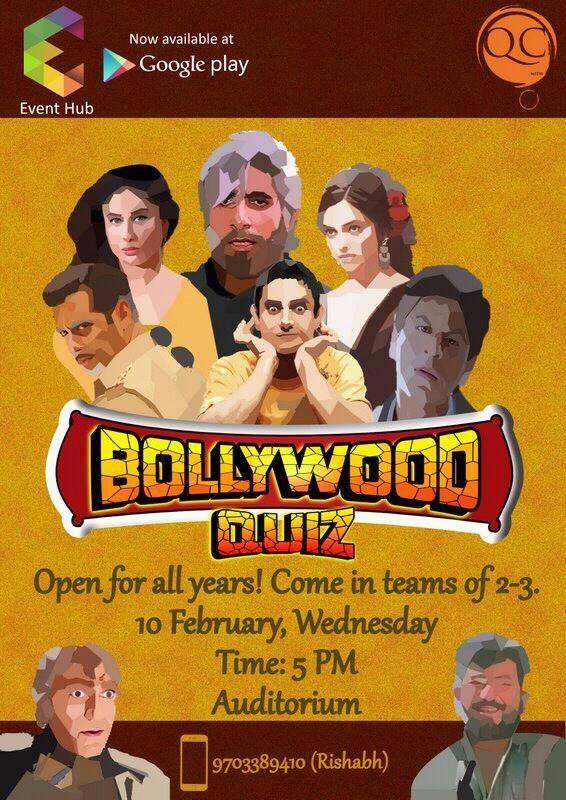 Now available at
Google play
Event Hub
QC
BOLLYWOOD
QUIZ
Open for all years! Come in teams of 2-3.
10 February, Wednesday
Time: 5 PM
Auditorium
9703389410 (Rishabh)